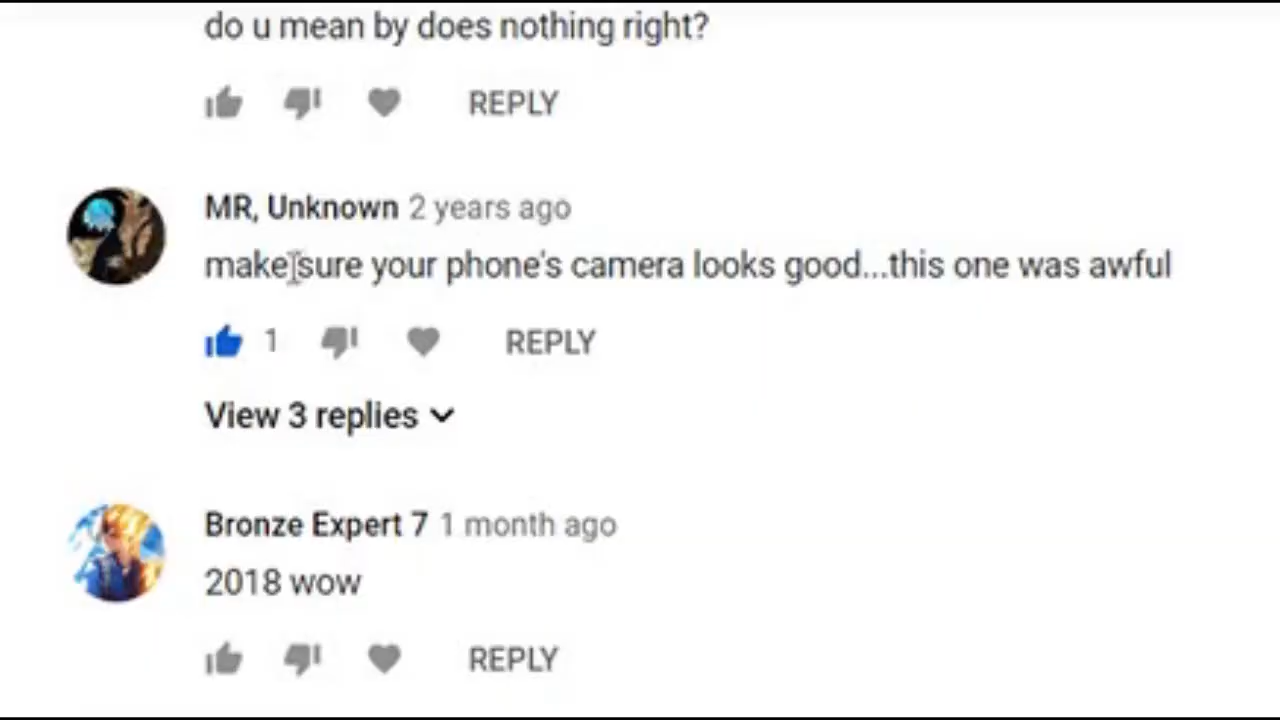 do u mean by does nothing right?
REPLY
MR, Unknown 2 years ago
make sure your phone's camera looks good...this one was awful
1 REPLY
View 3 replies
Bronze Expert 7 1 month ago
2018 wow
REPLY